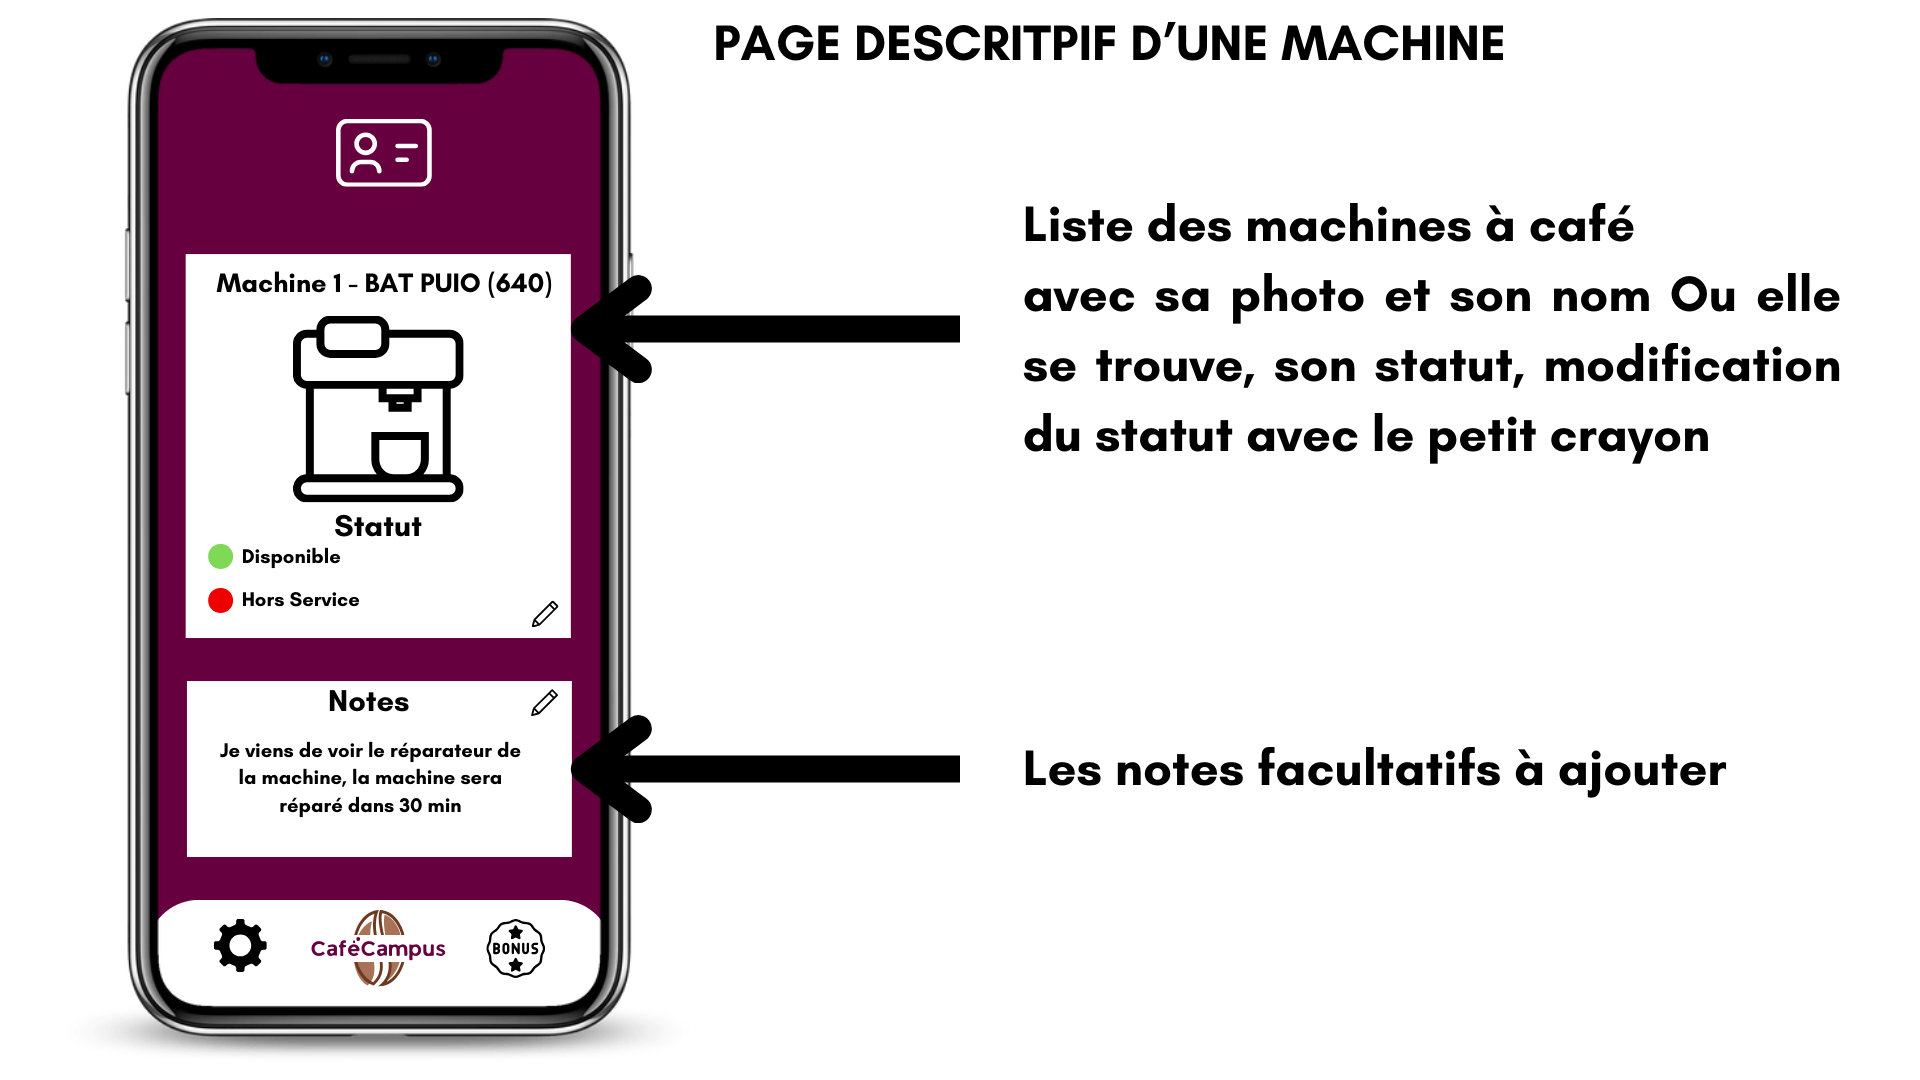 PAGE DESCRITPIF D’UNE MACHINE
Machine 1 - BAT PUIO (640)
Statut
Disponible
Hors Service
Notes
Je viens de voir le réparateur de
la machine, la machine sera
réparé dans 30 min
CaféCampus
BONUS
Liste des machines à café
avec sa photo et son nom Ou elle
se trouve, son statut, modification
du statut avec le petit crayon
Les notes facultatifs à ajouter